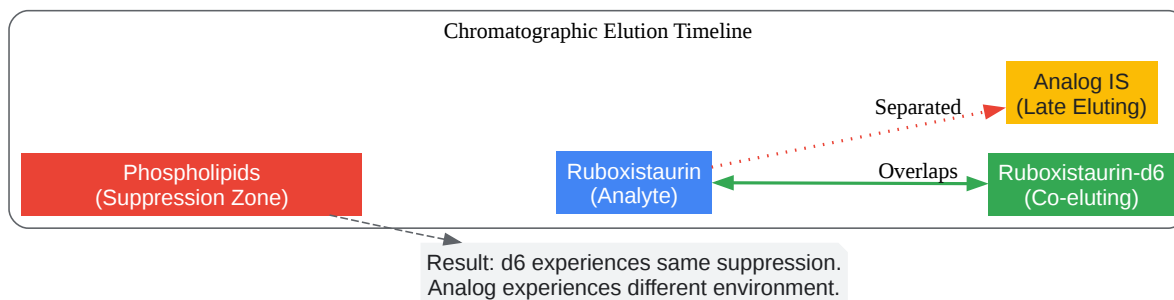 Chromatographic Elution Timeline
Analog IS
(Late Eluting)
Separated
Phospholipids
(Suppression Zone)
Ruboxistaurin
(Analyte)
Overlaps
Ruboxistaurin-d6
(Co-eluting)
Result: d6 experiences same suppression.
Analog experiences different environment.